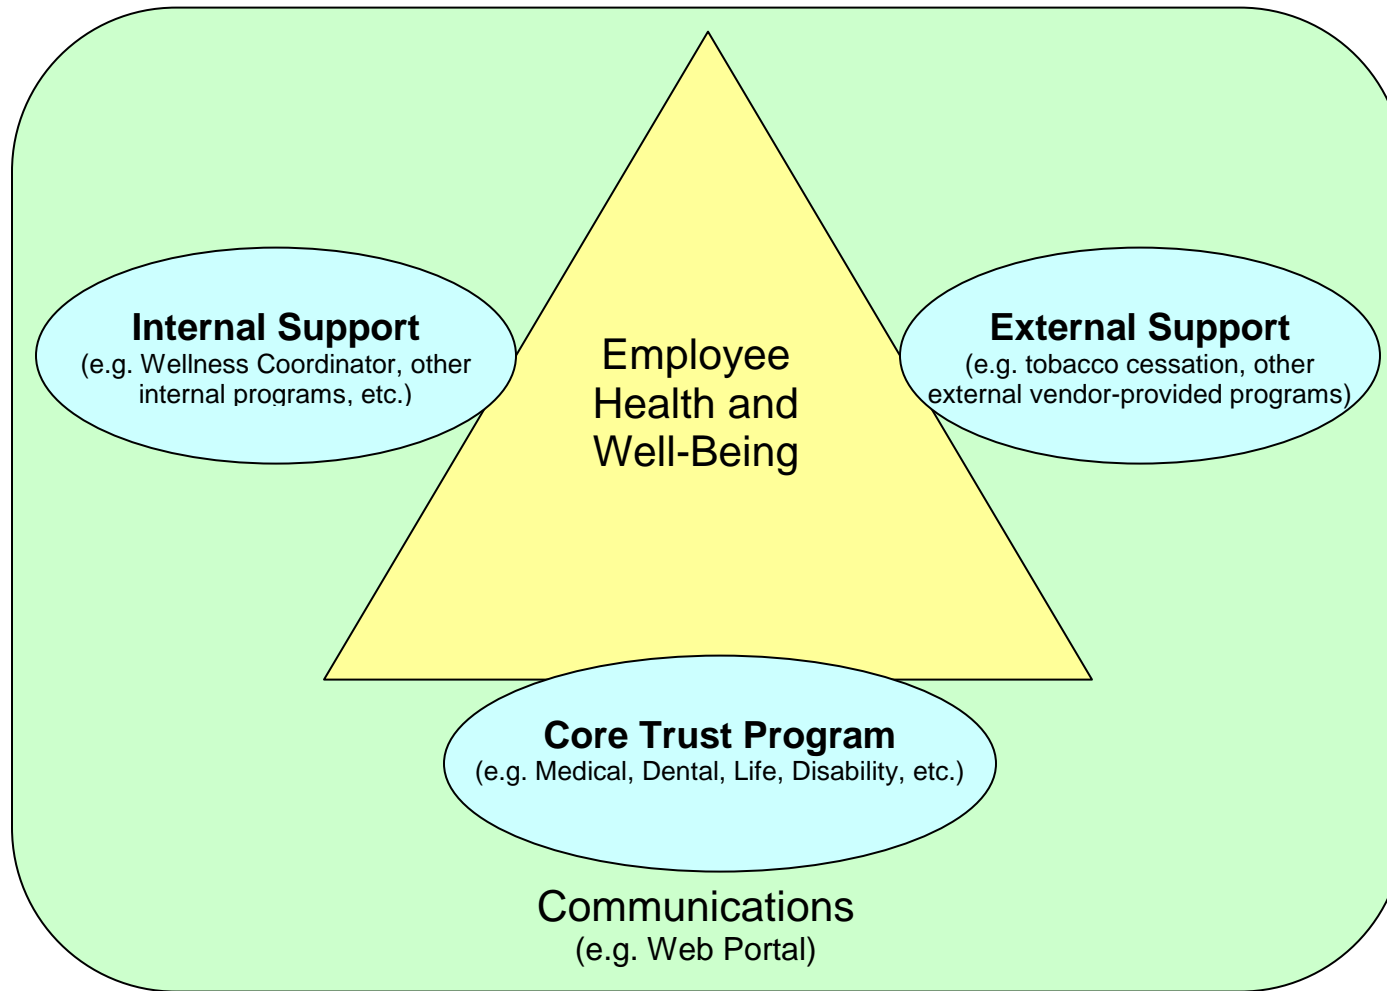 Internal Support
(e.g. Wellness Coordinator, other
internal programs, etc.)
Employee
Health and
Well-Being
External Support
(e.g. tobacco cessation, other
external vendor-provided programs)
Core Trust Program
(e.g. Medical, Dental, Life, Disability, etc.)
Communications
(e.g. Web Portal)